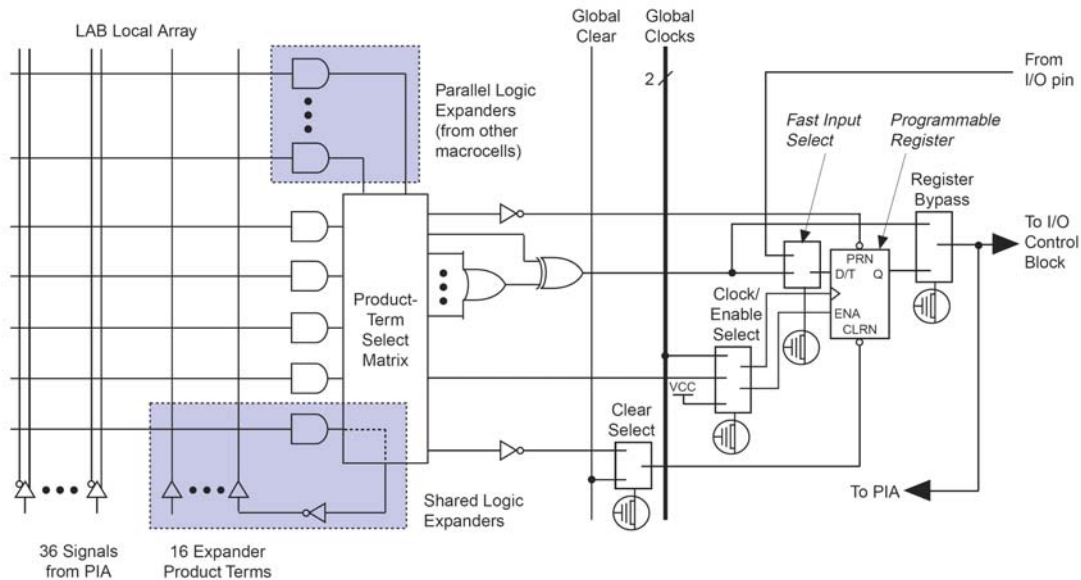 LAB Local Array
Global
Clear
Global
Clocks
2
From
I/O pin
Parallel Logic
Expanders
(from other
macrocells)
Fast Input
Select
Programmable
Register
Register
Bypass
To I/O
Control
Block
PRN
D/T
Q
ENA
CLRN
Product-
Term
Select
Matrix
Clock/
Enable
Select
VCC
Clear
Select
To PIA
Shared Logic
Expanders
36 Signals
from PIA
16 Expander
Product Terms